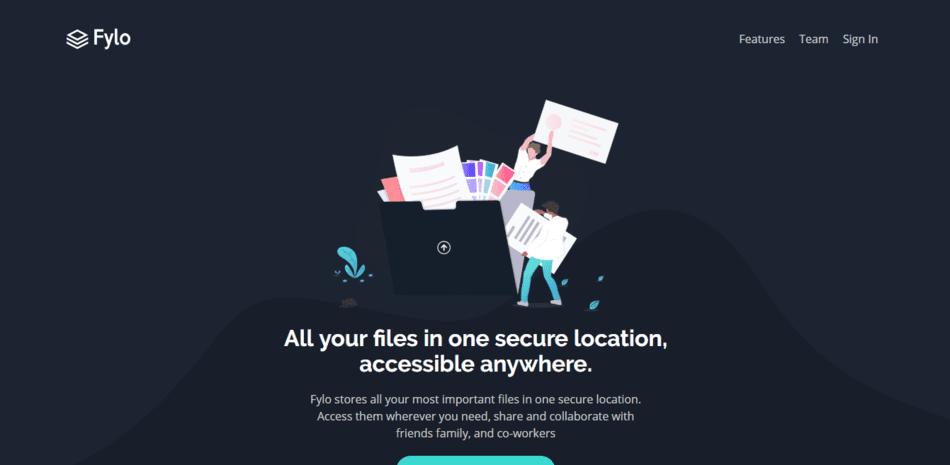 Fylo
Features Team Sign In
All your files in one secure location,
accessible anywhere.
Fylo stores all your most important files in one secure location.
Access them wherever you need, share and collaborate with
friends family, and co-workers